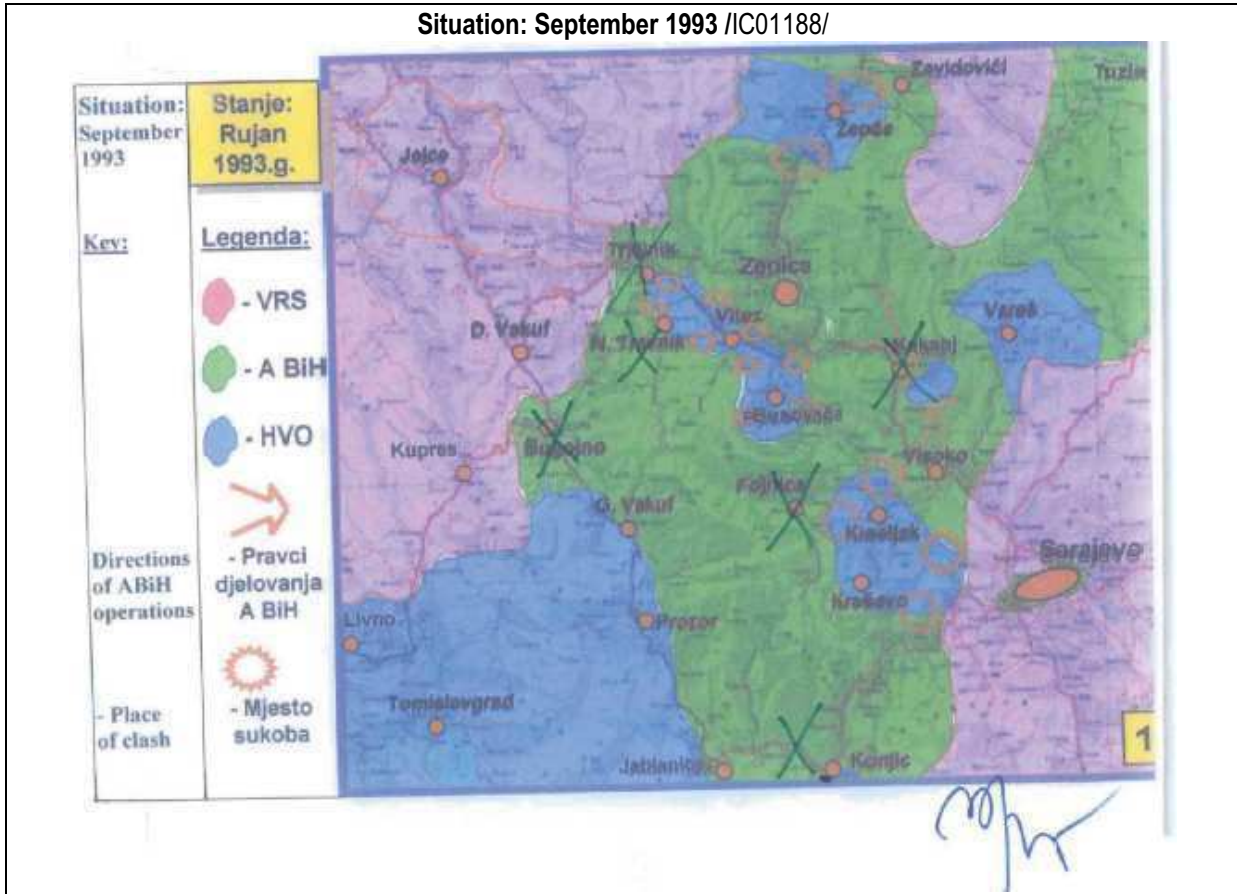 Situation: September 1993 /IC01188/
Situation:
September
1993
Stanje:
Rujan
1993.g.
Key:
Legenda:
- VRS
- A BiH
- HVO
Directions
of ABiH
operations
- Pravci
djelovanja
A BiH
- Place
of clash
- Mjesto
sukoba
Zavidovići
Žepče
Jajce
Travnik
Zenica
Vareš
D. Vakuf
N. Travnik
Vitez
Kakanj
Busovača
Kupres
Bugojno
Visoko
Fojnica
G. Vakuf
Kiseljak
Sarajevo
Kreševo
Livno
Prozor
Tomislavgrad
Jablanica
Konjic
1